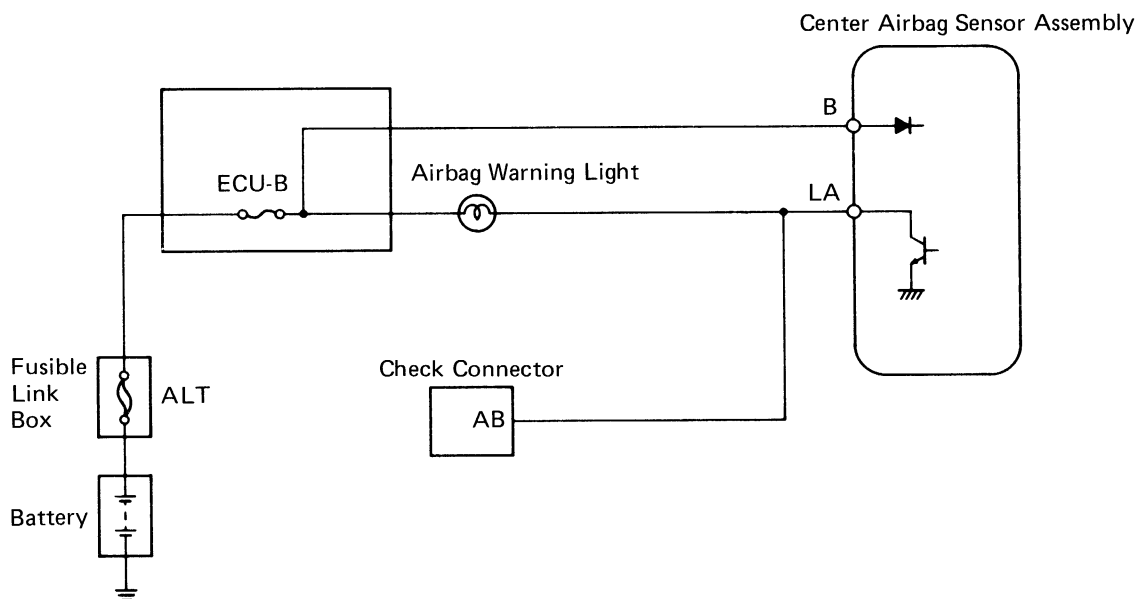 Center Airbag Sensor Assembly
B
ECU-B
Airbag Warning Light
LA
Fusible
Link
Box
ALT
Check Connector
AB
Battery